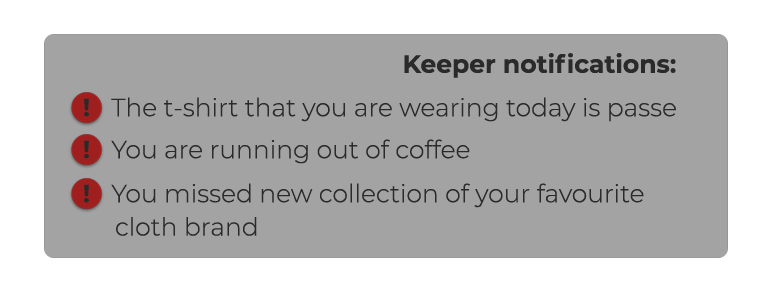 Keeper notifications:
! The t-shirt that you are wearing today is passe
! You are running out of coffee
! You missed new collection of your favourite
cloth brand